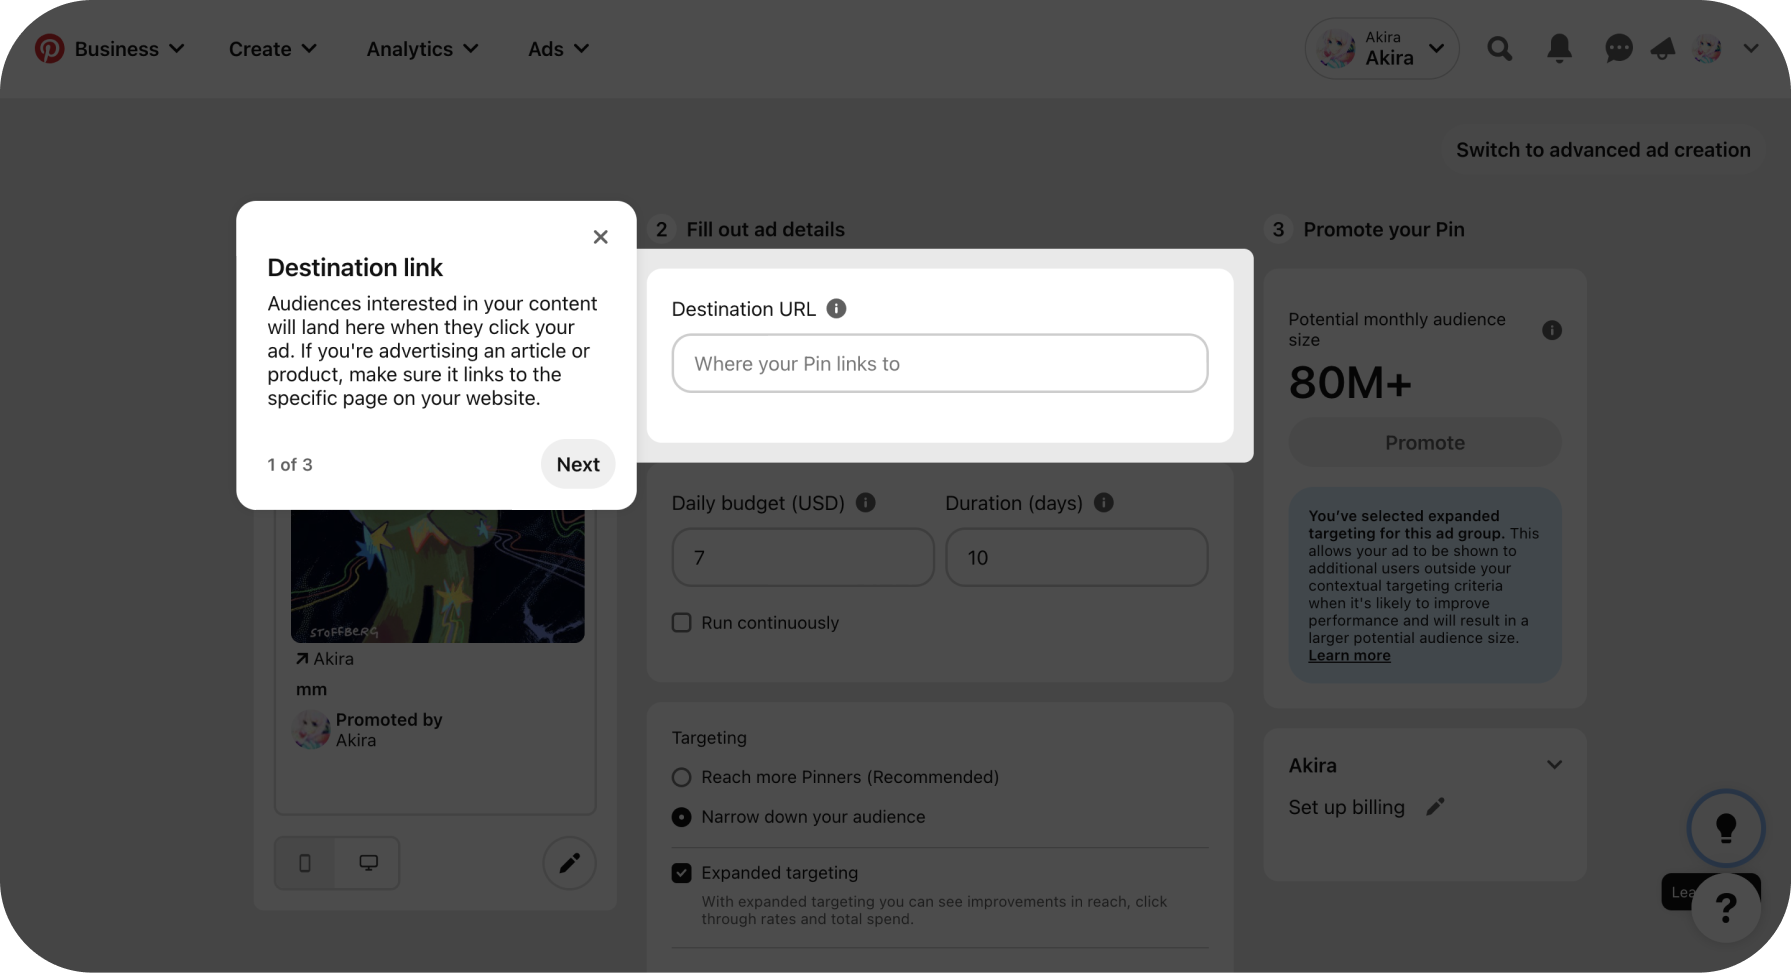 Business
Create
Analytics
Ads
Akira
Akira
Switch to advanced ad creation
Destination link
Audiences interested in your content
will land here when they click your
ad. If you're advertising an article or
product, make sure it links to the
specific page on your website.
1 of 3
Next
STOFFBERG
Akira
mm
Promoted by
Akira
2 Fill out ad details
Destination URL
Where your Pin links to
Daily budget (USD)
Duration (days)
7
10
Run continuously
Targeting
Reach more Pinners (Recommended)
Narrow down your audience
Expanded targeting
With expanded targeting you can see improvements in reach, click
through rates and total spend.
3 Promote your Pin
Potential monthly audience
size
80M+
Promote
You’ve selected expanded
targeting for this ad group. This
allows your ad to be shown to
additional users outside your
contextual targeting criteria
when it's likely to improve
performance and will result in a
larger potential audience size.
Learn more
Akira
Set up billing
?